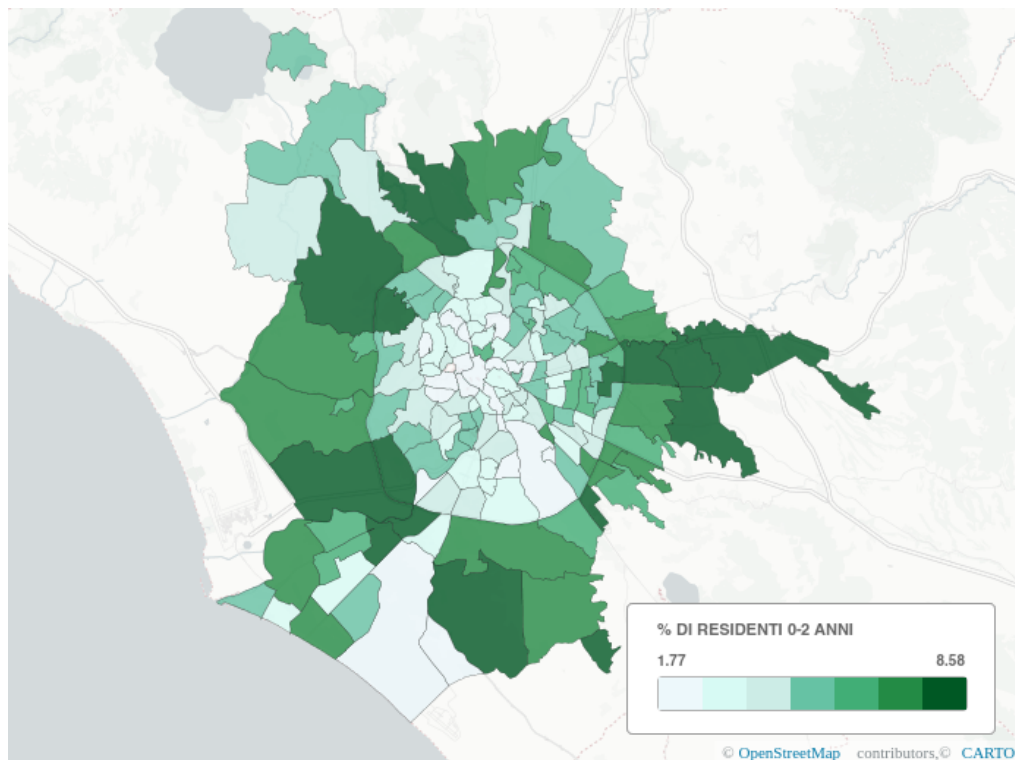 % DI RESIDENTI 0-2 ANNI
1.77 8.58
© OpenStreetMap contributors,© CARTO